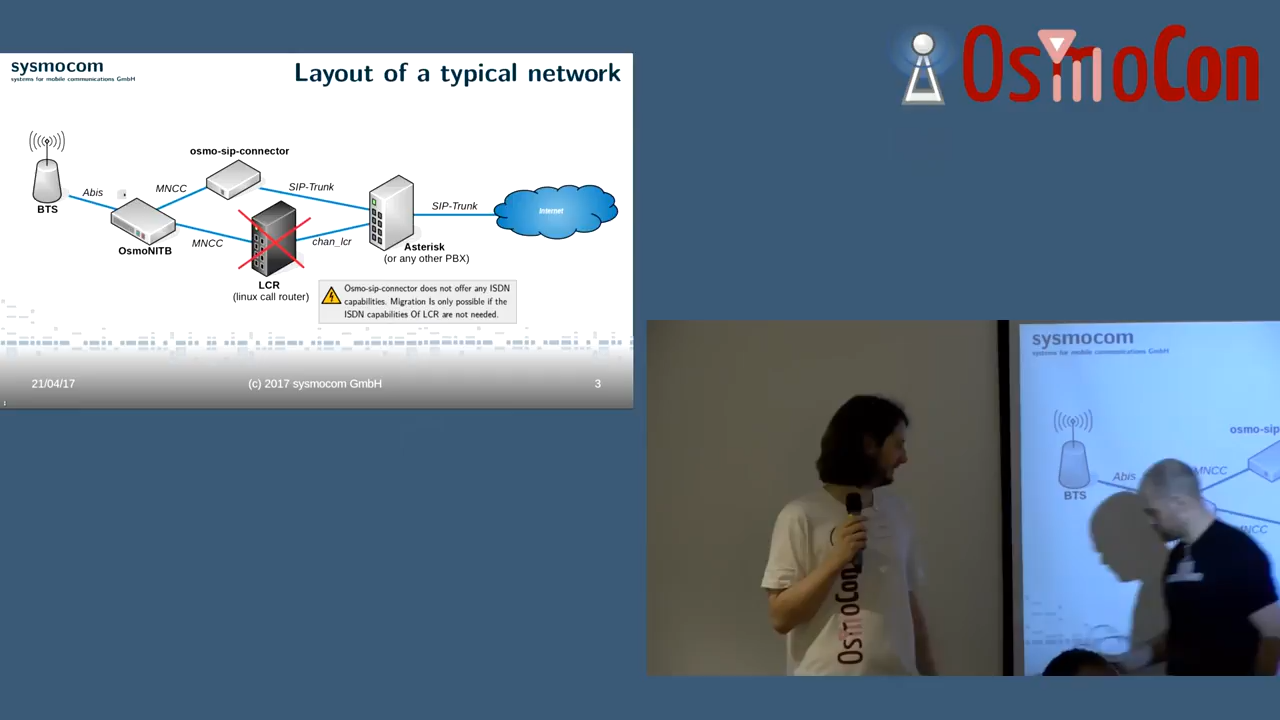 OsmoCon
sysmocom
systems for mobile communications GmbH
Layout of a typical network
osmo-sip-connector
Abis
MNCC
SIP-Trunk
BTS
SIP-Trunk
Internet
OsmoNITB
MNCC
chan_lcr
Asterisk
(or any other PBX)
LCR
(linux call router)
Osmo-sip-connector does not offer any ISDN
capabilities. Migration Is only possible if the
ISDN capabilities Of LCR are not needed.
21/04/17
(c) 2017 sysmocom GmbH
3
sysmocom
systems for mobile communications GmbH
osmo-sip
Abis
MNCC
BTS
NCC
OsmoCon